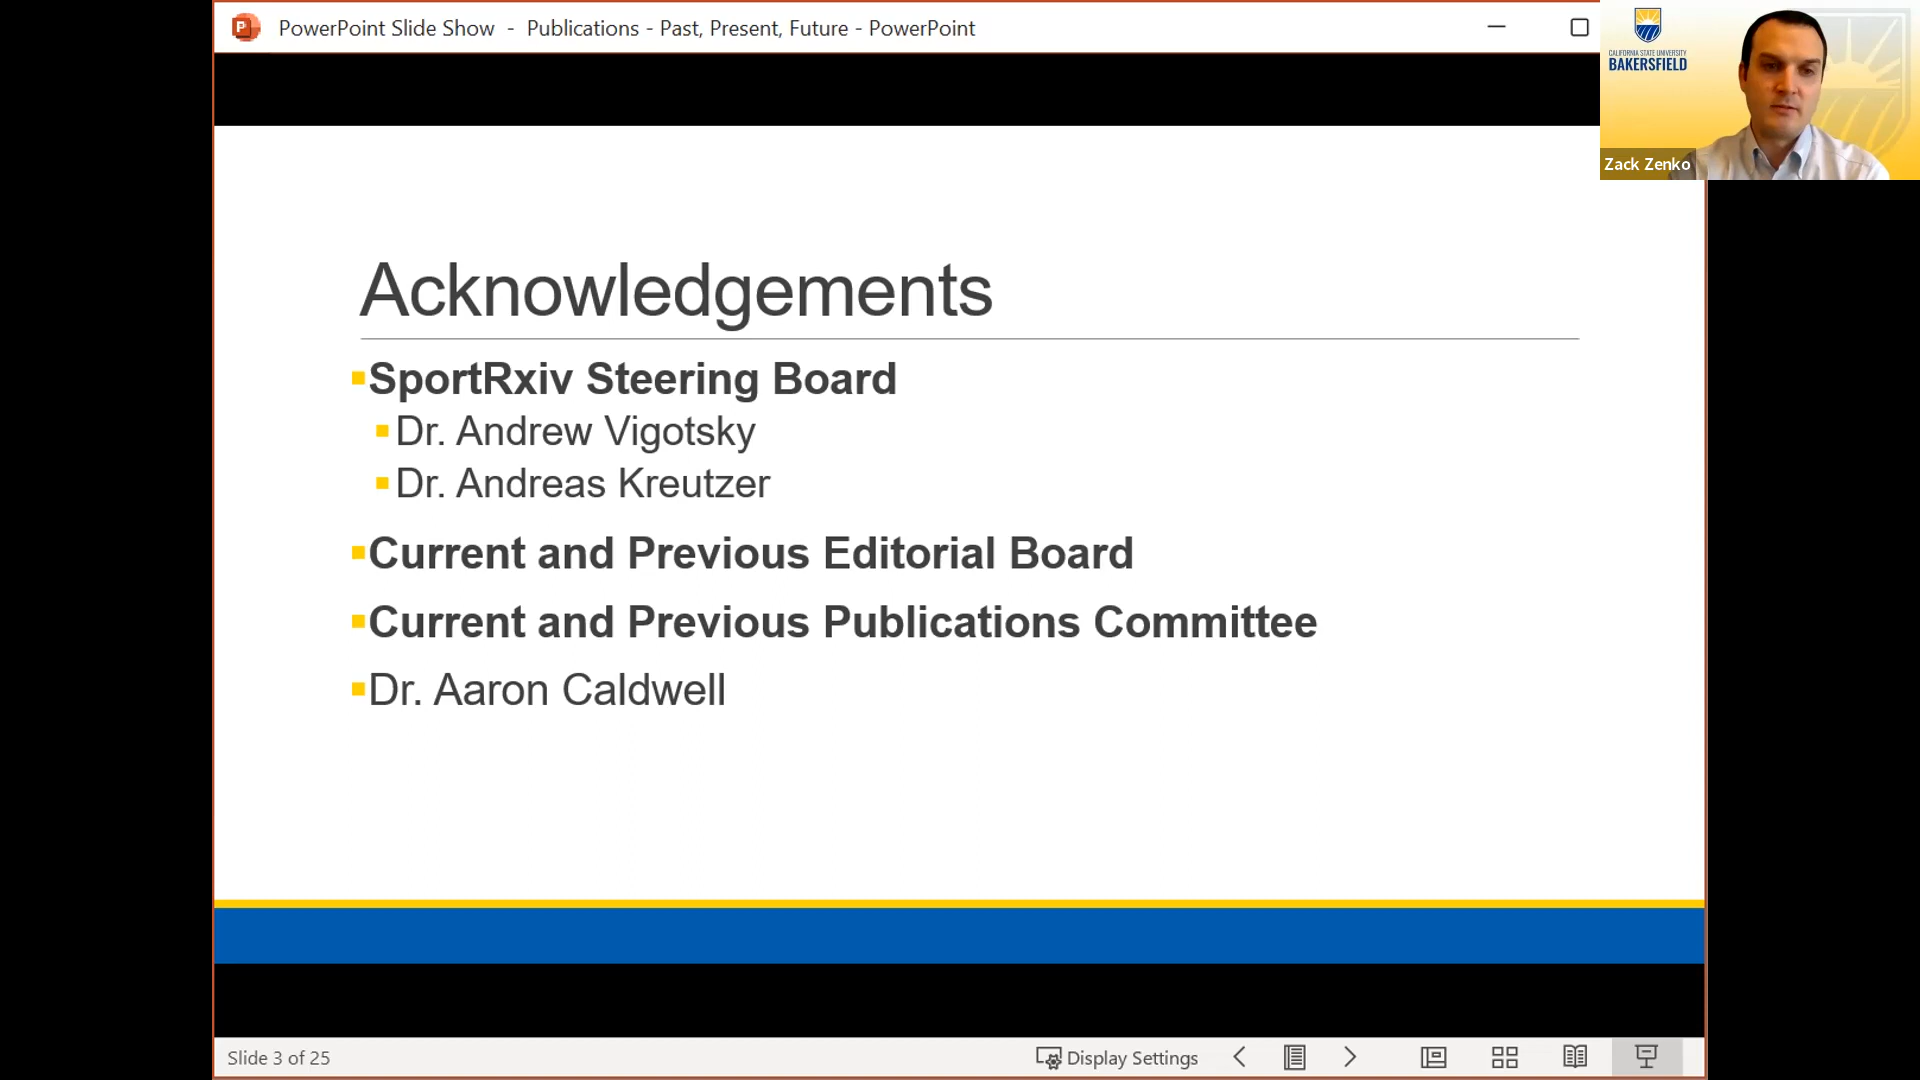 PowerPoint Slide Show - Publications - Past, Present, Future - PowerPoint
CALIFORNIA STATE UNIVERSITY
BAKERSFIELD
Zack Zenko
Acknowledgements
SportRxiv Steering Board
Dr. Andrew Vigotsky
Dr. Andreas Kreutzer
Current and Previous Editorial Board
Current and Previous Publications Committee
Dr. Aaron Caldwell
Slide 3 of 25
Display Settings